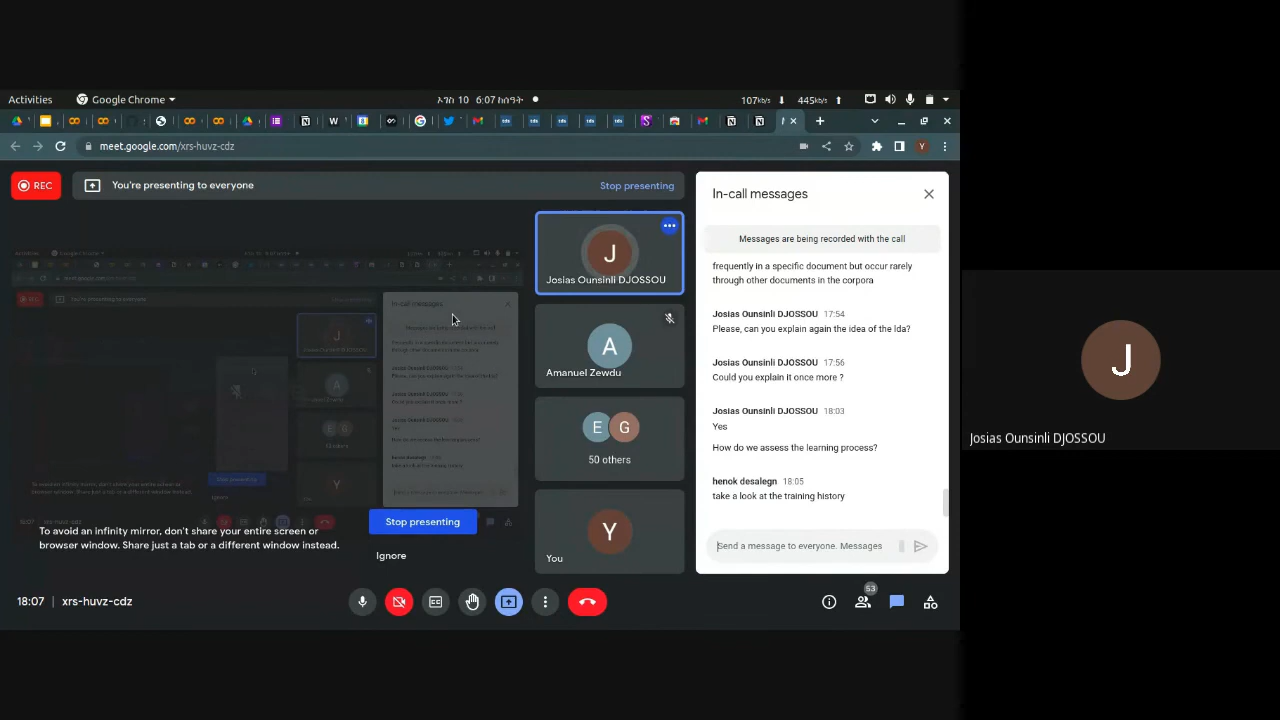 Activities
Google Chrome
ኦገስ 10 6:07 ከሰዓት
107kb/s
445kb/s
W
meet.google.com/xrs-huvz-cdz
Y
REC
You're presenting to everyone
Stop presenting
J
Josias Ounsinli DJOSSOU
A
Amanuel Zewdu
E G
50 others
Y
You
To avoid an infinity mirror, don't share your entire screen or
browser window. Share just a tab or a different window instead.
Stop presenting
Ignore
In-call messages
Messages are being recorded with the call
frequently in a specific document but occur rarely
through other documents in the corpora
Josias Ounsinli DJOSSOU 17:54
Please, can you explain again the idea of the lda?
Josias Ounsinli DJOSSOU 17:56
Could you explain it once more ?
Josias Ounsinli DJOSSOU 18:03
Yes
How do we assess the learning process?
henok desalegn 18:05
take a look at the training history
Send a message to everyone. Messages
18:07 | xrs-huvz-cdz
53
J
Josias Ounsinli DJOSSOU